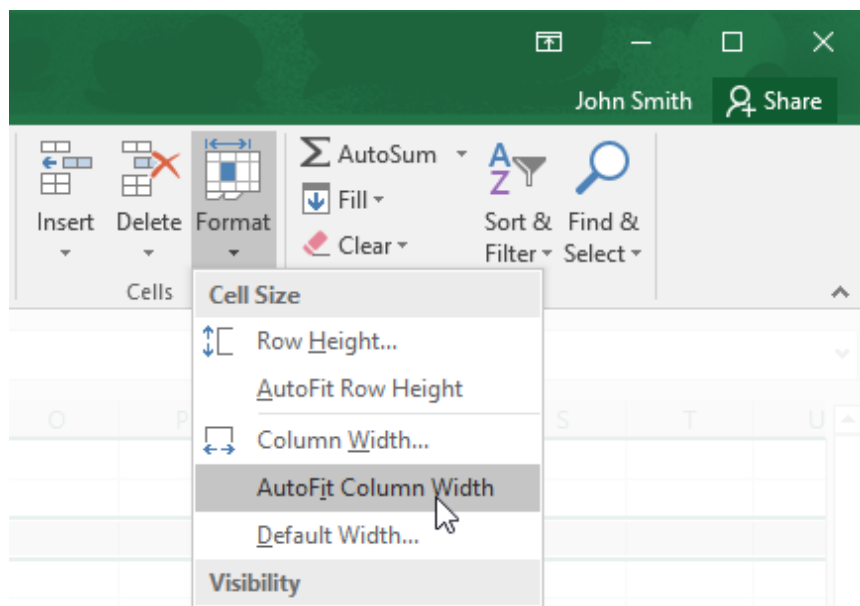 John Smith Share
AutoSum
A
Z
Fill
Insert Delete Format Sort & Find &
Clear Filter Select
Cells
Cell Size
Row Height...
AutoFit Row Height
O P S T U
Column Width...
AutoFit Column Width
Default Width...
Visibility